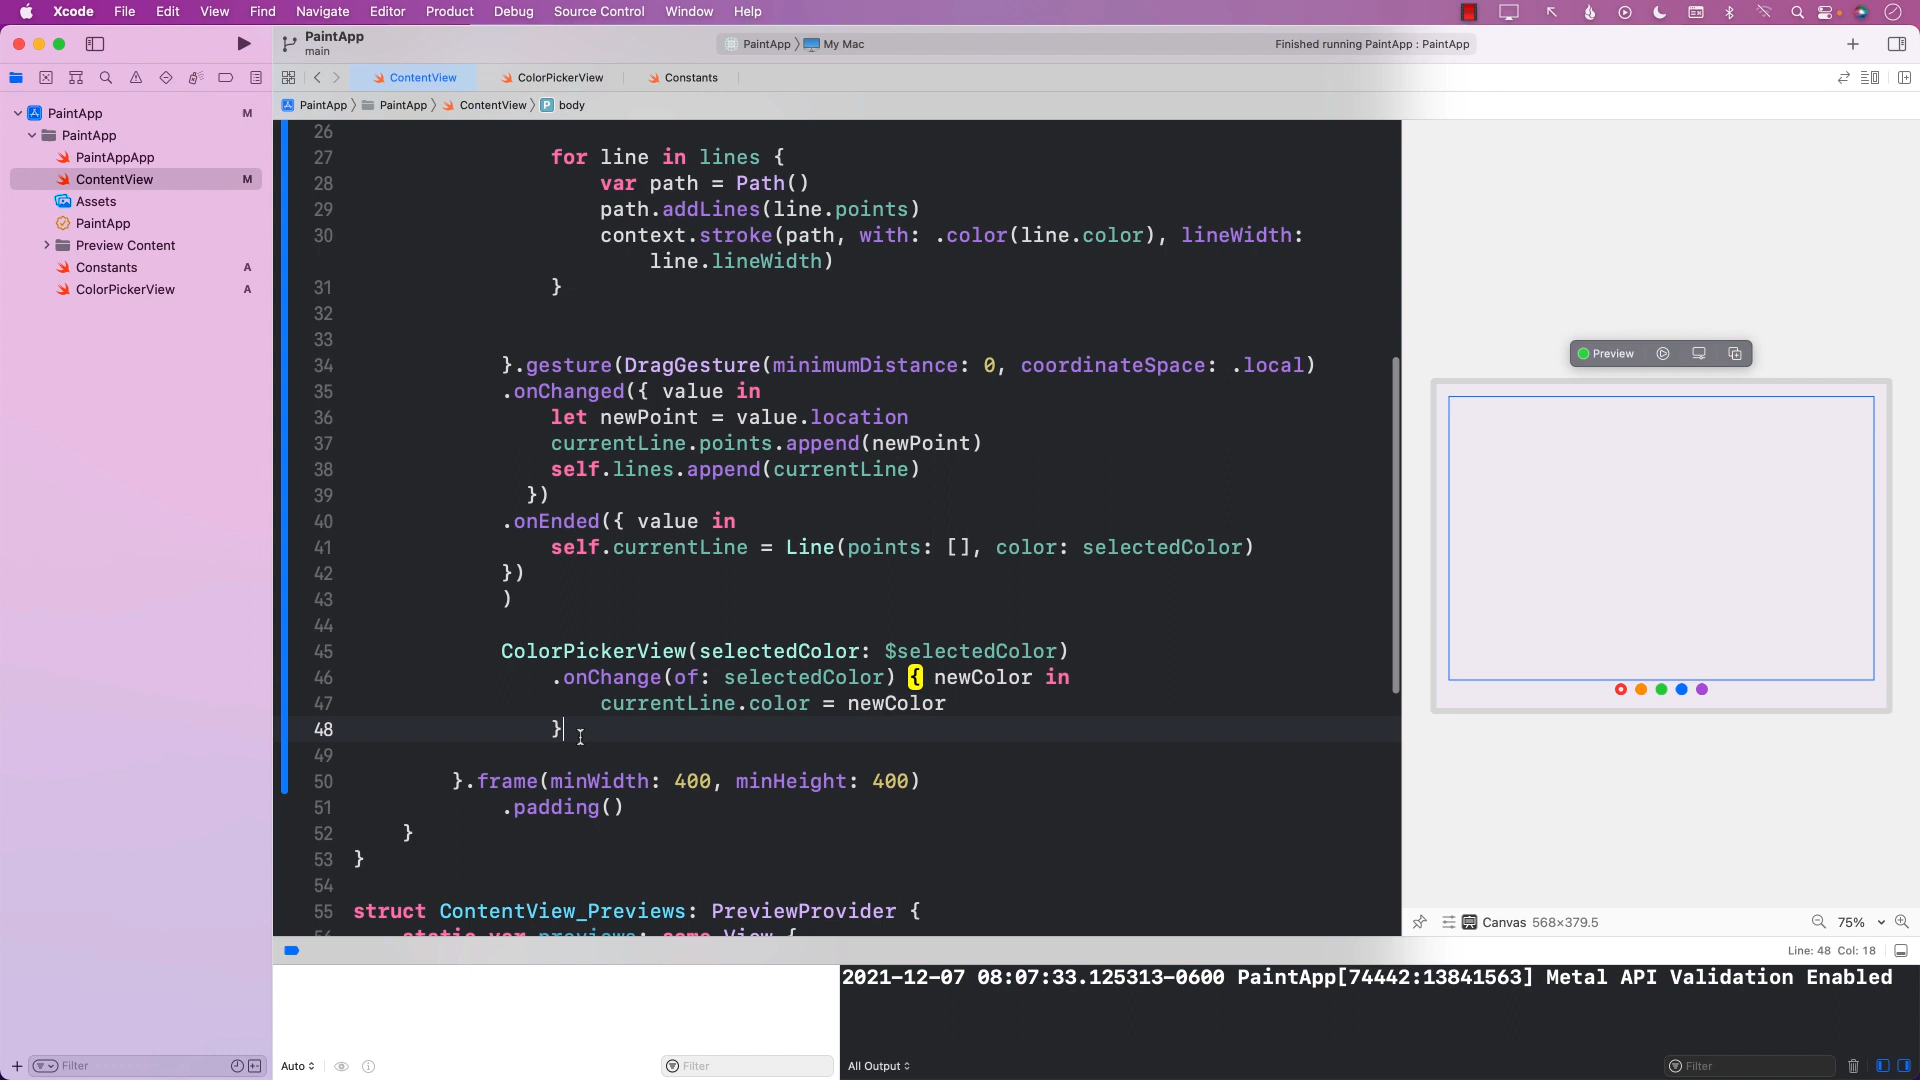 Xcode File Edit View Find Navigate Editor Product Debug Source Control Window Help
PaintApp
main
PaintApp My Mac
Finished running PaintApp : PaintApp
ContentView ColorPickerView Constants
PaintApp PaintApp ContentView P body
PaintApp M
PaintApp
PaintAppApp
ContentView M
Assets
PaintApp
Preview Content
Constants A
ColorPickerView A
26
27 for line in lines {
28 var path = Path()
29 path.addLines(line.points)
30 context.stroke(path, with: .color(line.color), lineWidth:
line.lineWidth)
31 }
32
33
34 }.gesture(DragGesture(minimumDistance: 0, coordinateSpace: .local)
35 .onChanged({ value in
36 let newPoint = value.location
37 currentLine.points.append(newPoint)
38 self.lines.append(currentLine)
39 })
40 .onEnded({ value in
41 self.currentLine = Line(points: [], color: selectedColor)
42 })
43 )
44
45 ColorPickerView(selectedColor: $selectedColor)
46 .onChange(of: selectedColor) { newColor in
47 currentLine.color = newColor
48 }
49
50 }.frame(minWidth: 400, minHeight: 400)
51 .padding()
52 }
53 }
54
55 struct ContentView_Previews: PreviewProvider {
56 static var previews: some View {
Preview
Canvas 568×379.5
75%
Line: 48 Col: 18
2021-12-07 08:07:33.125313-0600 PaintApp[74442:13841563] Metal API Validation Enabled
Filter
Auto
Filter
All Output
Filter